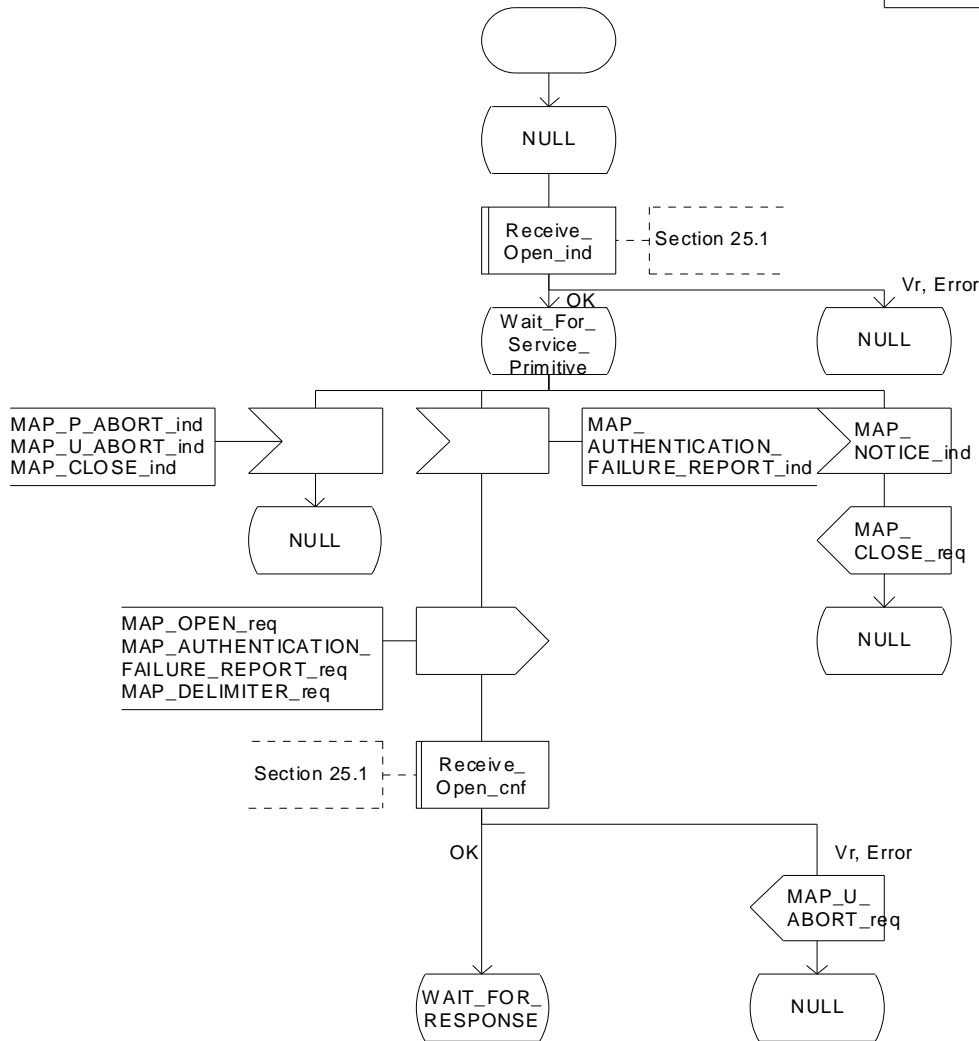 NULL
Receive_
Open_ind
Section 25.1
OK
Vr, Error
Wait_For_
Service_
Primitive
NULL
MAP_P_ABORT_ind
MAP_U_ABORT_ind
MAP_CLOSE_ind
MAP_
AUTHENTICATION_
FAILURE_REPORT_ind
MAP_
NOTICE_ind
NULL
MAP_
CLOSE_req
MAP_OPEN_req
MAP_AUTHENTICATION_
FAILURE_REPORT_req
MAP_DELIMITER_req
NULL
Section 25.1
Receive_
Open_cnf
OK
Vr, Error
MAP_U_
ABORT_req
WAIT_FOR_
RESPONSE
NULL